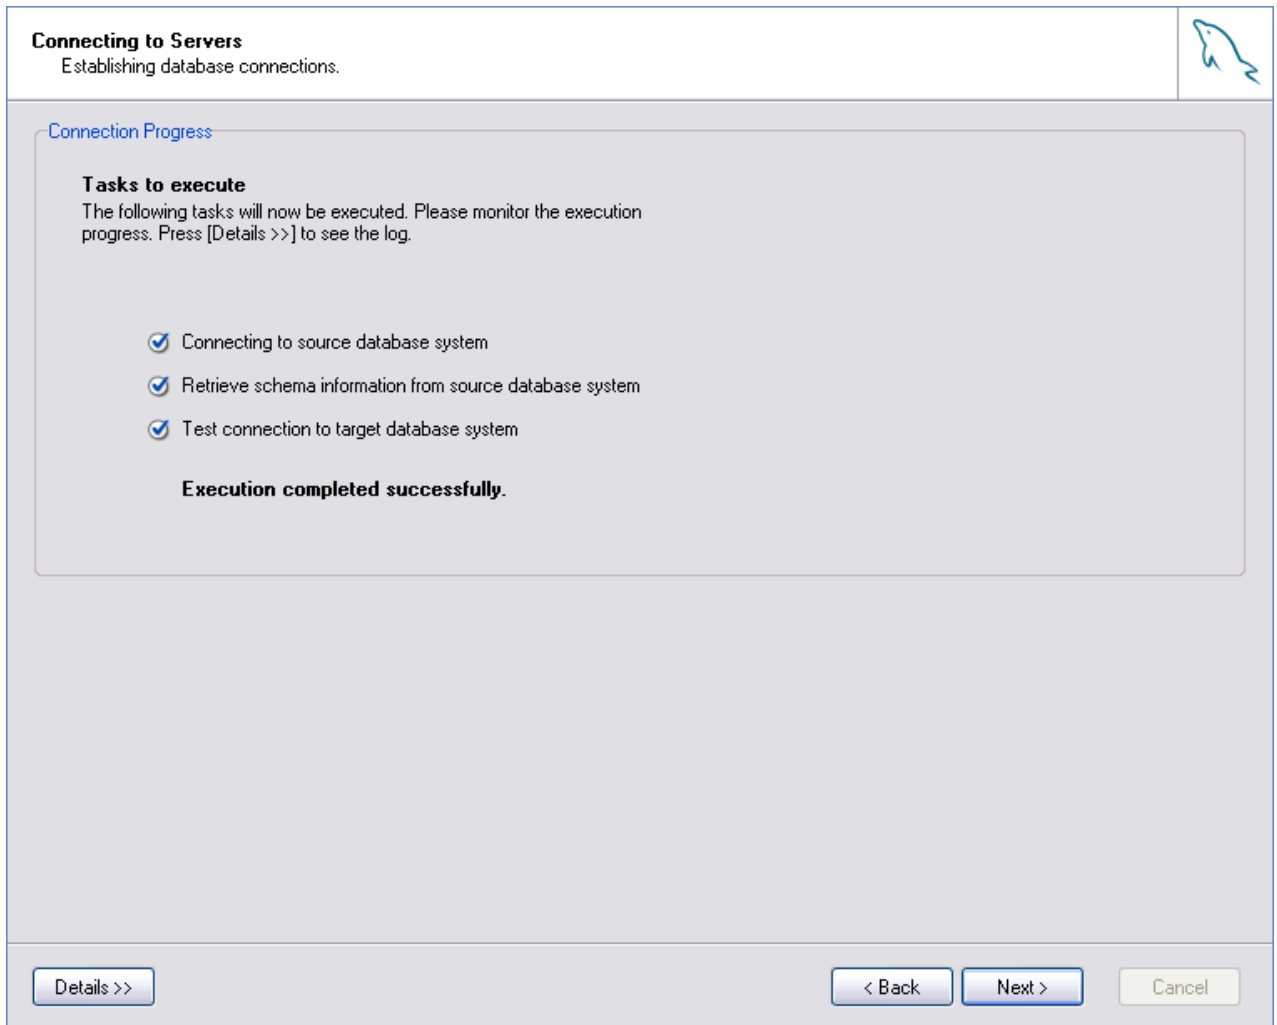 Connecting to Servers
Establishing database connections.
Connection Progress
Tasks to execute
The following tasks will now be executed. Please monitor the execution
progress. Press [Details >>] to see the log.
Connecting to source database system
Retrieve schema information from source database system
Test connection to target database system
Execution completed successfully.
Details >>
< Back
Next >
Cancel